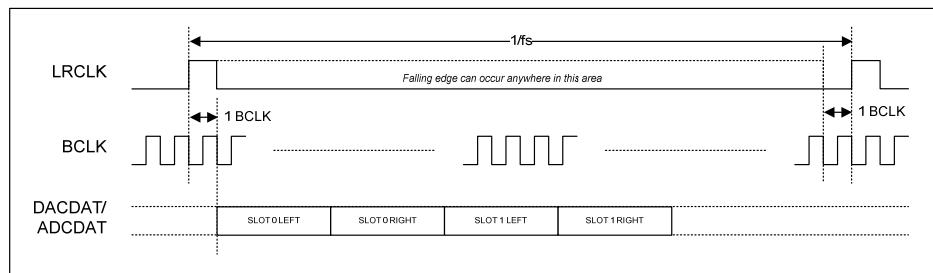 1/fs
LRCLK
Falling edge can occur anywhere in this area
1 BCLK
1 BCLK
BCLK
DACDAT/
ADCDAT
SLOT 0 LEFT
SLOT 0 RIGHT
SLOT 1 LEFT
SLOT 1 RIGHT